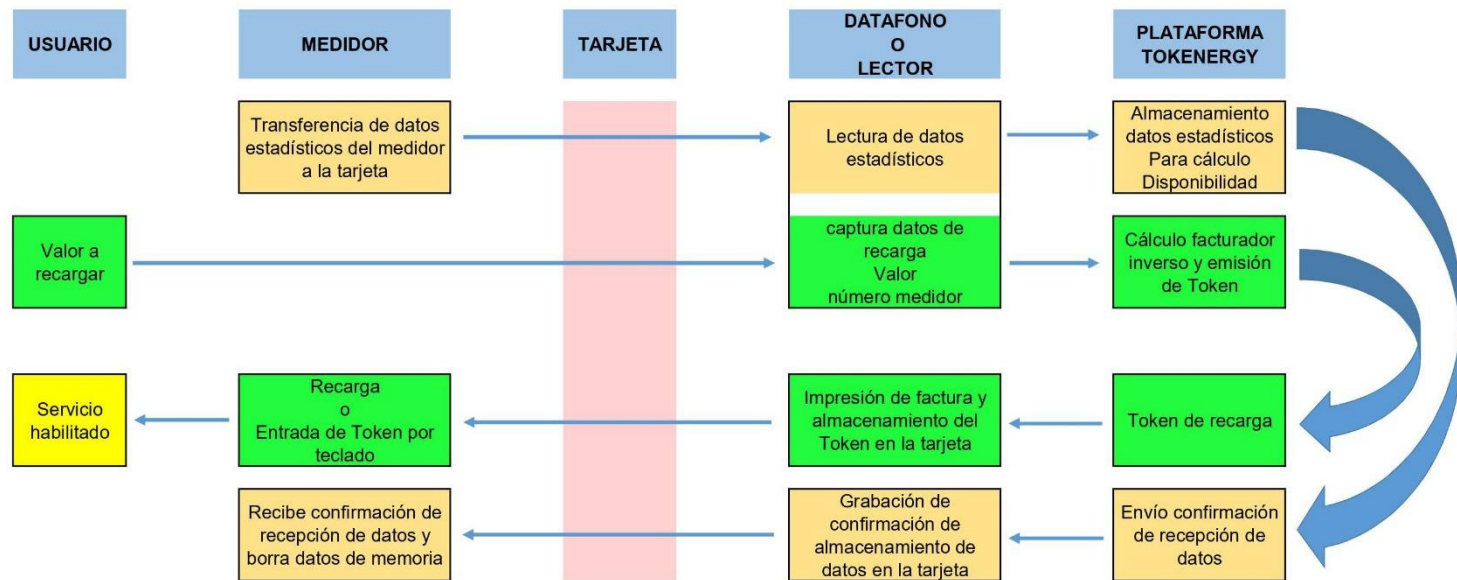 USUARIO
MEDIDOR
TARJETA
DATAFONO
O
LECTOR
PLATAFORMA
TOKENERGY
Transferencia de datos
estadísticos del medidor
a la tarjeta
Lectura de datos
estadísticos
Almacenamiento
datos estadísticos
Para cálculo
Disponibilidad
Valor a
recargar
captura datos de
recarga
Valor
número medidor
Cálculo facturador
inverso y emisión
de Token
Servicio
habilitado
Recarga
o
Entrada de Token por
teclado
Impresión de factura y
almacenamiento del
Token en la tarjeta
Token de recarga
Recibe confirmación de
recepción de datos y
borra datos de memoria
Grabación de
confirmación de
almacenamiento de
datos en la tarjeta
Envío confirmación
de recepción de
datos